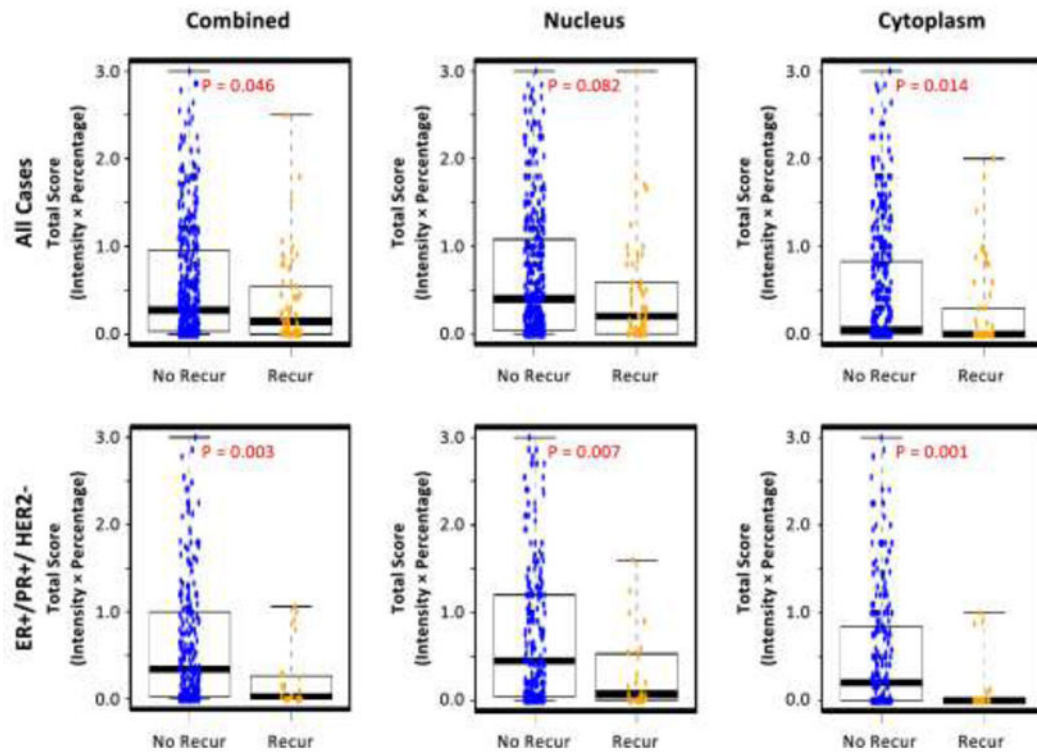 Combined
Nucleus
Cytoplasm
All Cases
Total Score
(Intensity × Percentage)
3.0
2.0
1.0
0.0
P = 0.046
No Recur
Recur
Total Score
(Intensity × Percentage)
3.0
2.0
1.0
0.0
P = 0.082
No Recur
Recur
Total Score
(Intensity × Percentage)
3.0
2.0
1.0
0.0
P = 0.014
No Recur
Recur
ER+/PR+/ HER2-
Total Score
(Intensity × Percentage)
3.0
2.0
1.0
0.0
P = 0.003
No Recur
Recur
Total Score
(Intensity × Percentage)
3.0
2.0
1.0
0.0
P = 0.007
No Recur
Recur
Total Score
(Intensity × Percentage)
3.0
2.0
1.0
0.0
P = 0.001
No Recur
Recur